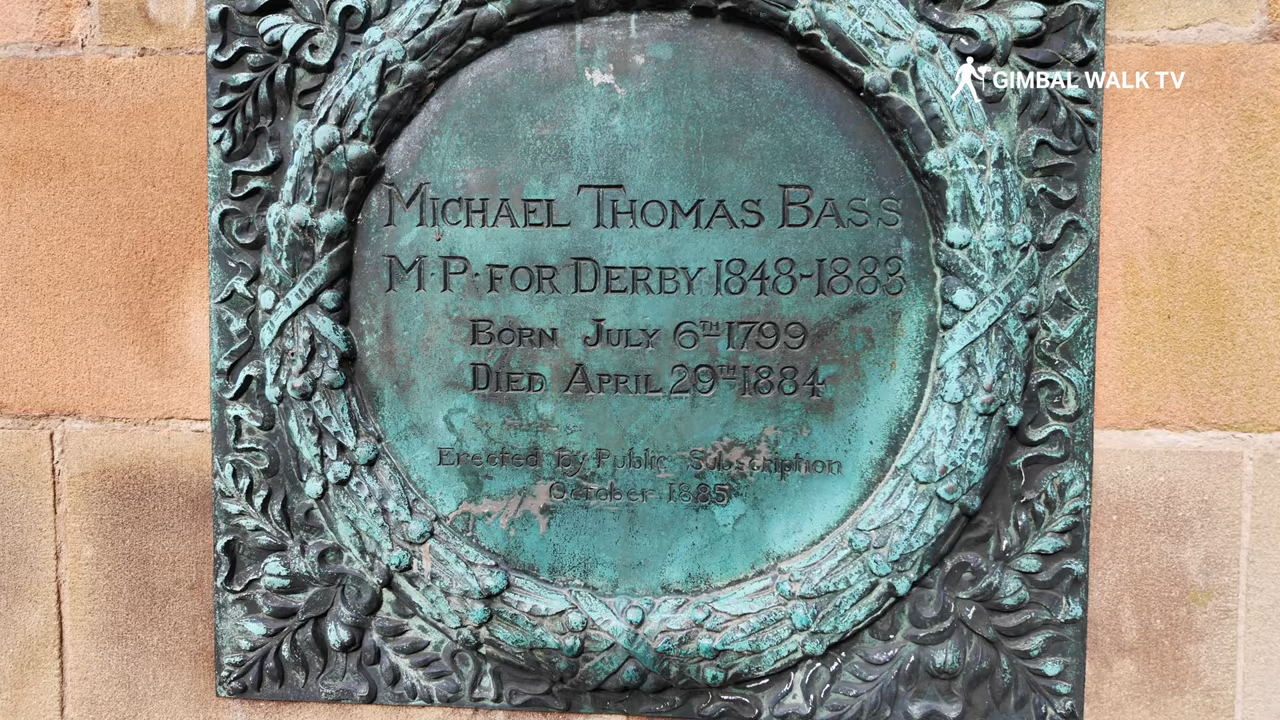 GIMBAL WALK TV
MICHAEL THOMAS BASS
M·P· FOR DERBY 1848-1883
BORN JULY 6TH 1799
DIED APRIL 29TH 1884
Erected by Public Subscription
October 1885